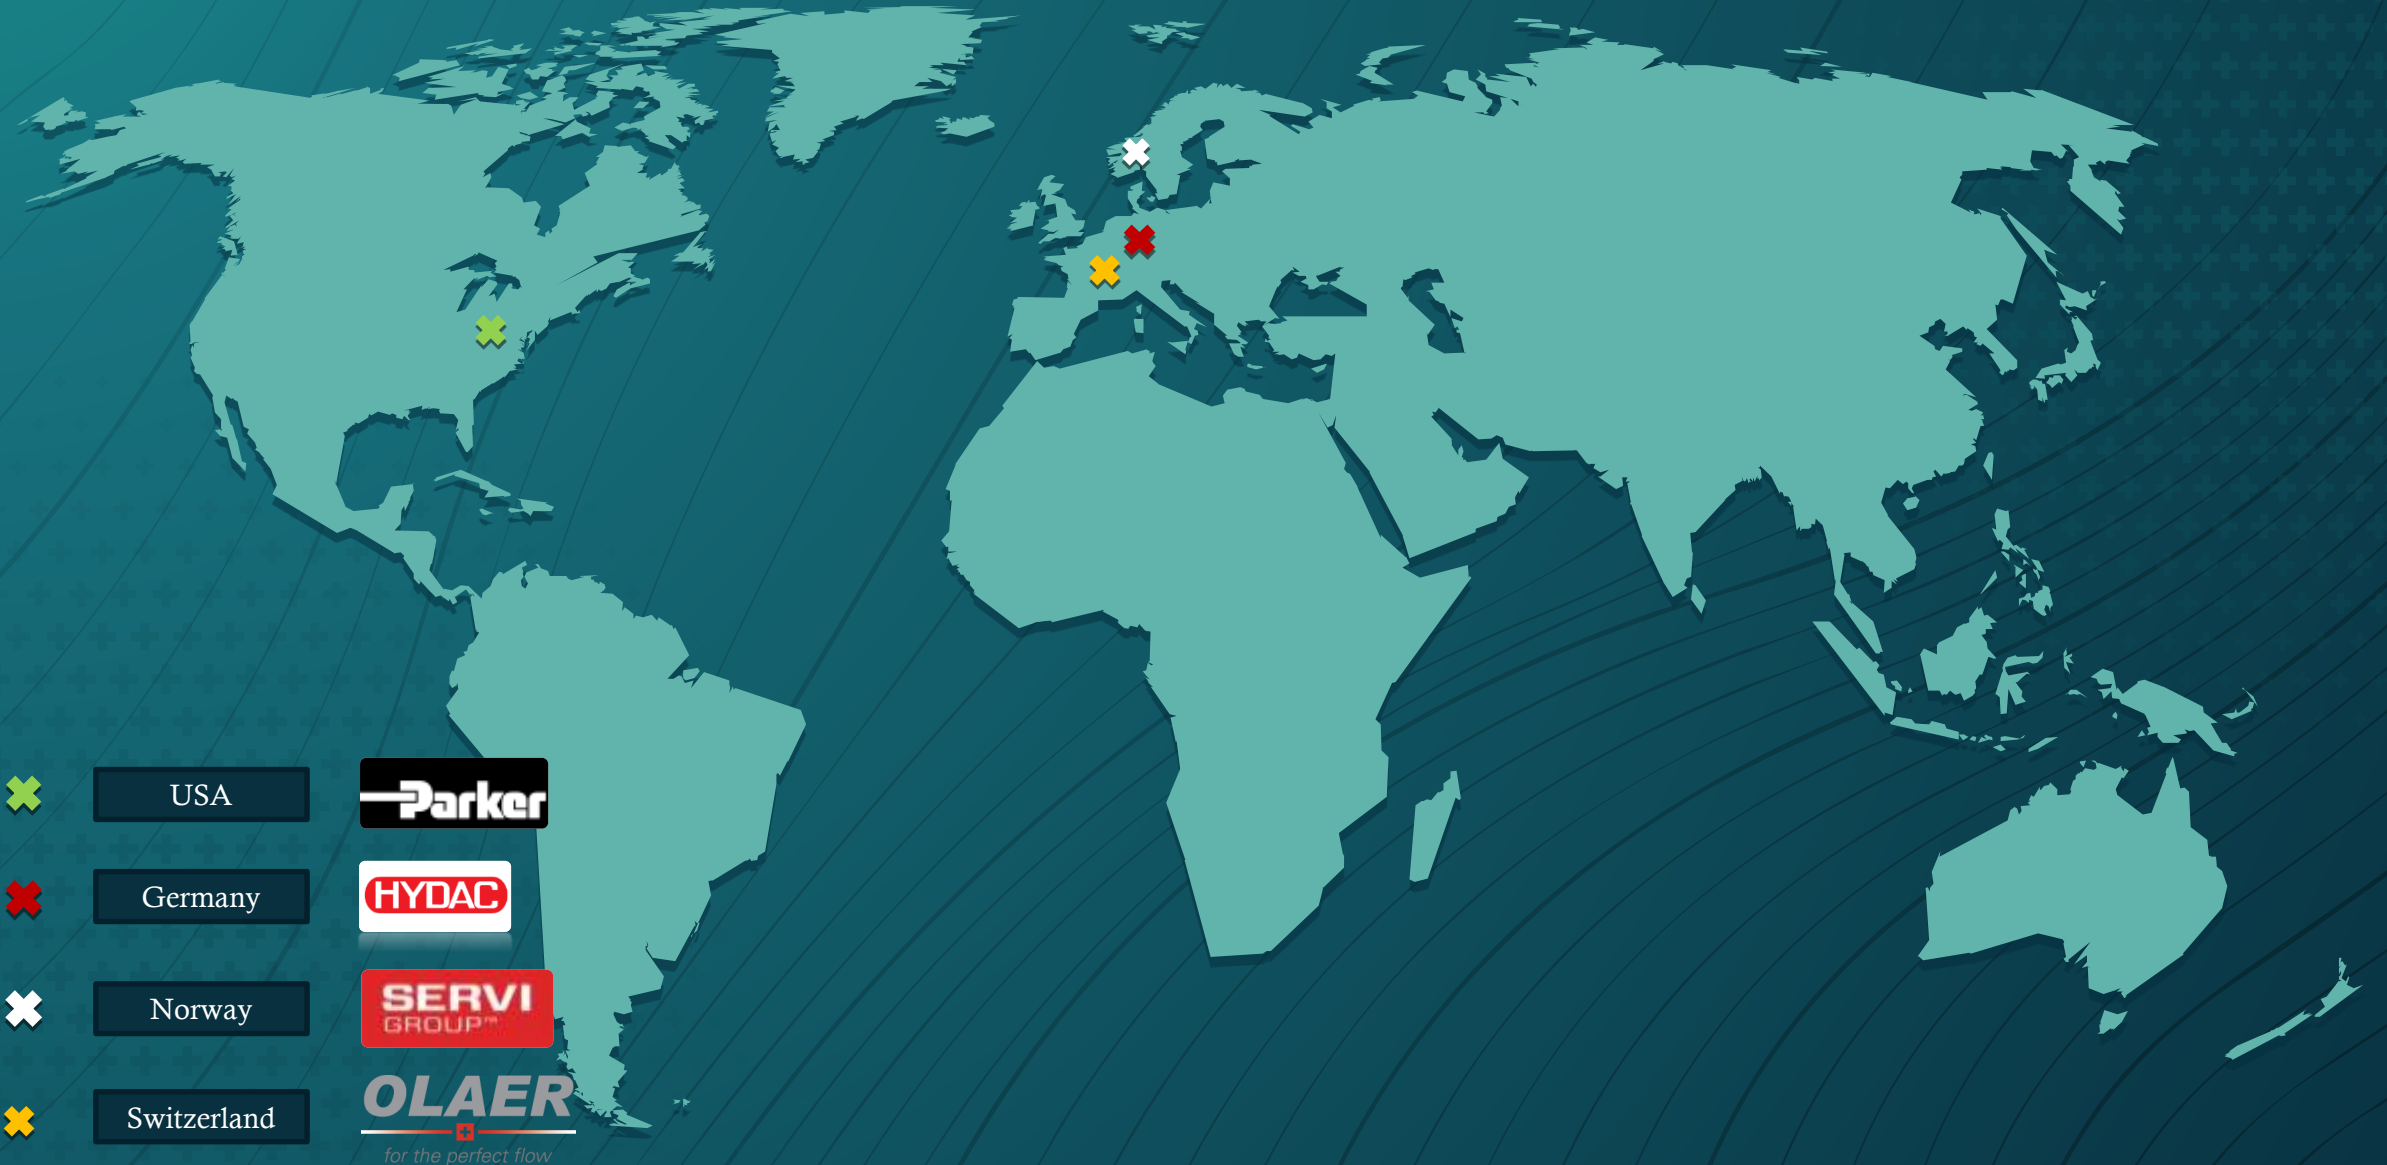 USA
Parker
Germany
HYDAC
Norway
SERVI
GROUP™
Switzerland
OLAER
for the perfect flow